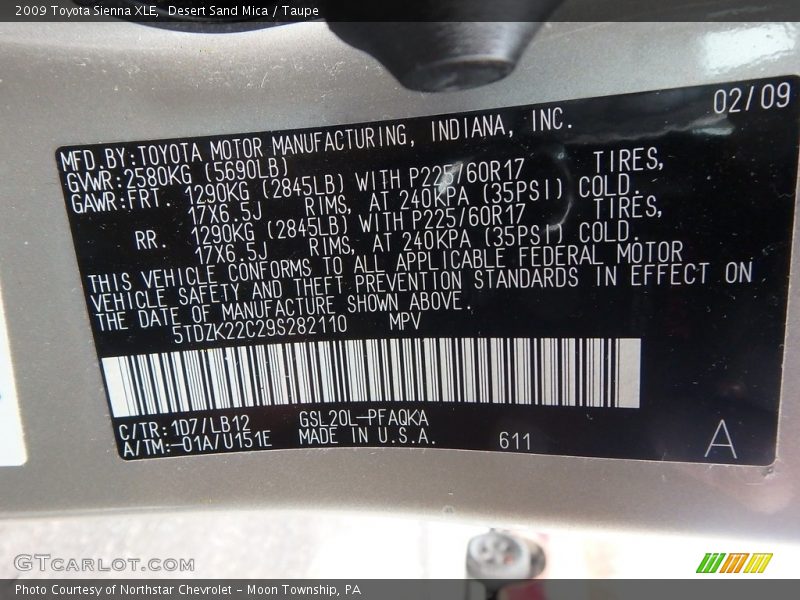 2009 Toyota Sienna XLE,  Desert Sand Mica / Taupe
02/09
MFD.BY:TOYOTA MOTOR MANUFACTURING, INDIANA, INC.
GVWR:2580KG (5690LB)
GAWR:FRT. 1290KG (2845LB) WITH P225/60R17 TIRES,
17X6.5J RIMS, AT 240KPA (35PSI) COLD.
RR. 1290KG (2845LB) WITH P225/60R17 TIRES,
17X6.5J RIMS, AT 240KPA (35PSI) COLD.
THIS VEHICLE CONFORMS TO ALL APPLICABLE FEDERAL MOTOR
VEHICLE SAFETY AND THEFT PREVENTION STANDARDS IN EFFECT ON
THE DATE OF MANUFACTURE SHOWN ABOVE.
5TDZK22C29S282110 MPV
C/TR:1D7/LB12 GSL20L-PFAQKA
A/TM:-01A/U151E MADE IN U.S.A. 611
A
GTCARLOT.COM
Photo Courtesy of Northstar Chevrolet - Moon Township, PA